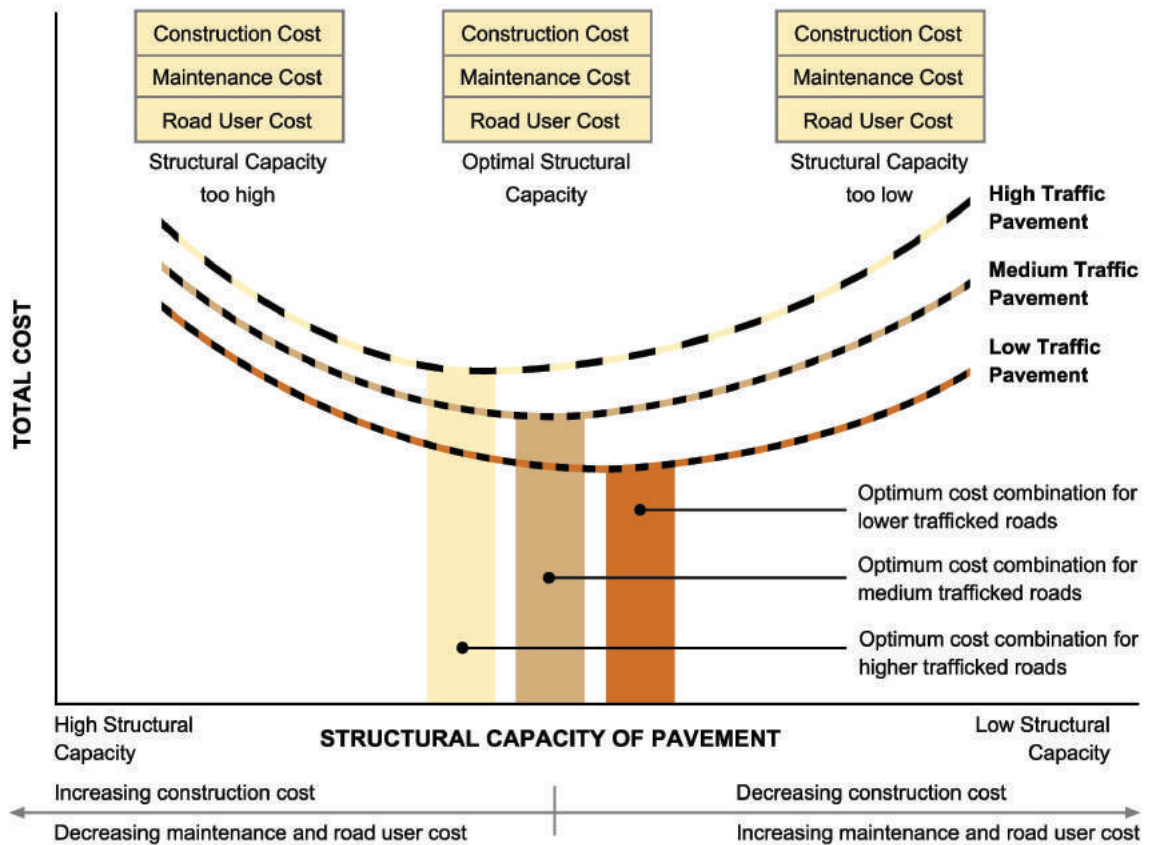 Construction Cost
Maintenance Cost
Road User Cost
Structural Capacity
too high
Construction Cost
Maintenance Cost
Road User Cost
Optimal Structural
Capacity
Construction Cost
Maintenance Cost
Road User Cost
Structural Capacity
too low
High Traffic
Pavement
Medium Traffic
Pavement
Low Traffic
Pavement
TOTAL COST
Optimum cost combination for
lower trafficked roads
Optimum cost combination for
medium trafficked roads
Optimum cost combination for
higher trafficked roads
High Structural
Capacity
STRUCTURAL CAPACITY OF PAVEMENT
Low Structural
Capacity
Increasing construction cost
Decreasing construction cost
Decreasing maintenance and road user cost
Increasing maintenance and road user cost